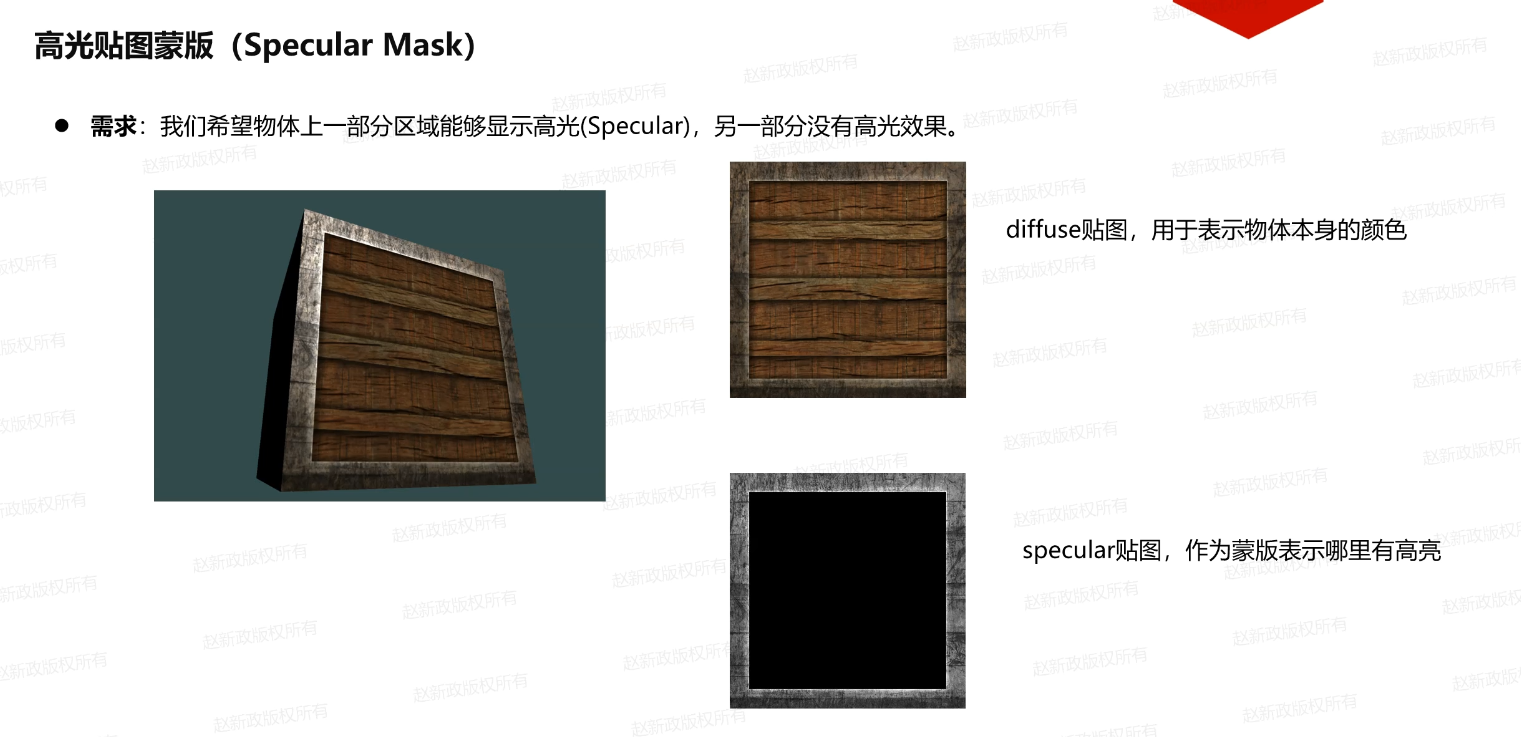 高光贴图蒙版（Specular Mask）
● 需求：我们希望物体上一部分区域能够显示高光(Specular)，另一部分没有高光效果。
diffuse贴图，用于表示物体本身的颜色
specular贴图，作为蒙版表示哪里有高亮
赵新政版权所有